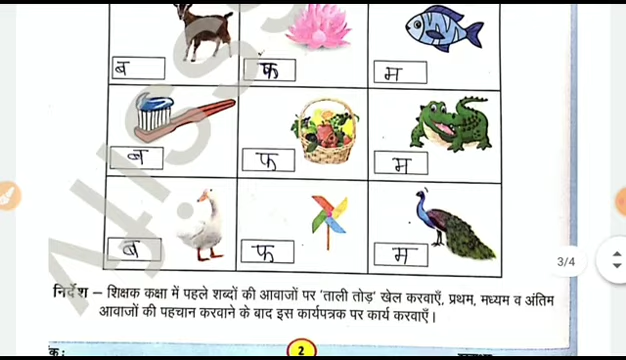 ब फ म
ब फ म
ब फ म
3/4
निर्देश – शिक्षक कक्षा में पहले शब्दों की आवाजों पर 'ताली तोड़' खेल करवाएँ, प्रथम, मध्यम व अंतिम
आवाजों की पहचान करवाने के बाद इस कार्यपत्रक पर कार्य करवाएँ।
क :
2